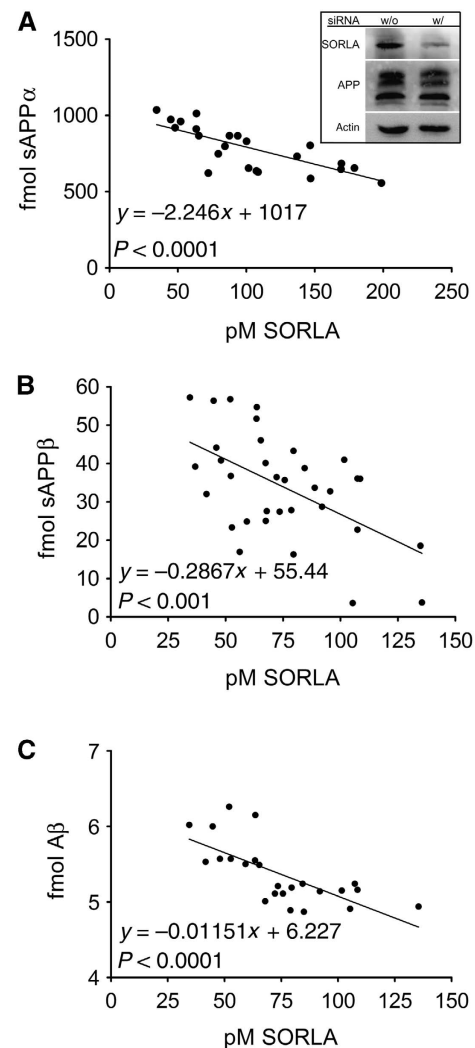 A
siRNA w/o w/
SORLA
APP
Actin
1500
1000
500
0
fmol sAPPα
y = −2.246x + 1017
P < 0.0001
0 50 100 150 200 250
pM SORLA
B
60
50
40
30
20
10
0
fmol sAPPβ
y = −0.2867x + 55.44
P < 0.001
0 25 50 75 100 125 150
pM SORLA
C
7
6
5
4
fmol Aβ
y = −0.01151x + 6.227
P < 0.0001
0 25 50 75 100 125 150
pM SORLA